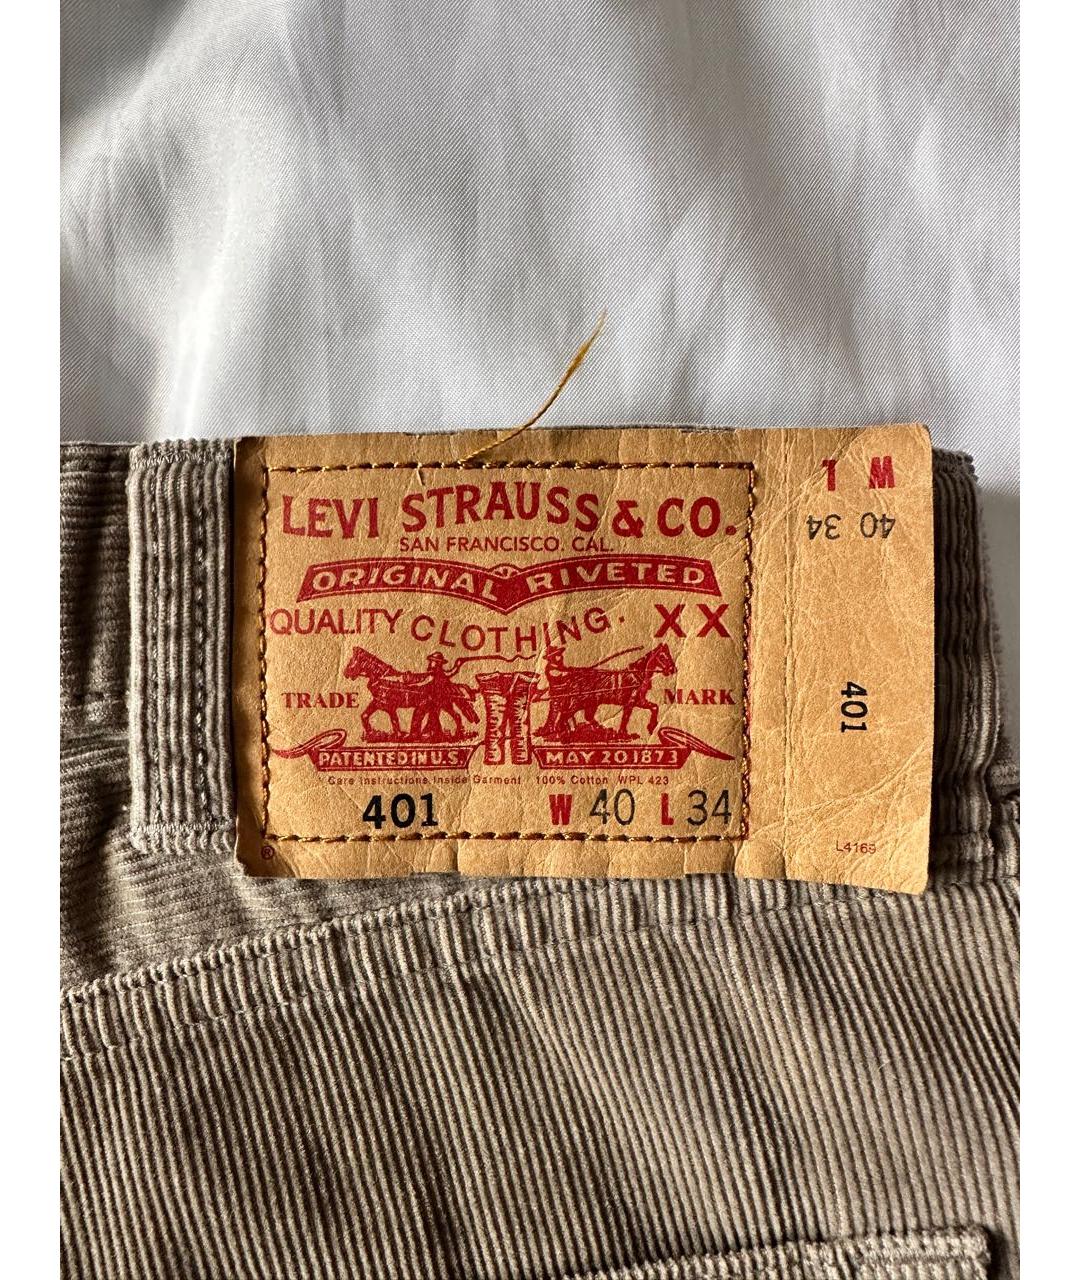 LEVI STRAUSS & CO.
SAN FRANCISCO. CAL.
ORIGINAL RIVETED
QUALITY CLOTHING. XX
TRADE MARK
PATENTED IN U.S. MAY 20 1873
Care Instructions Inside Garment 100% Cotton WPL 423
401 W 40 L 34
®
W L
40 34
401
L4169